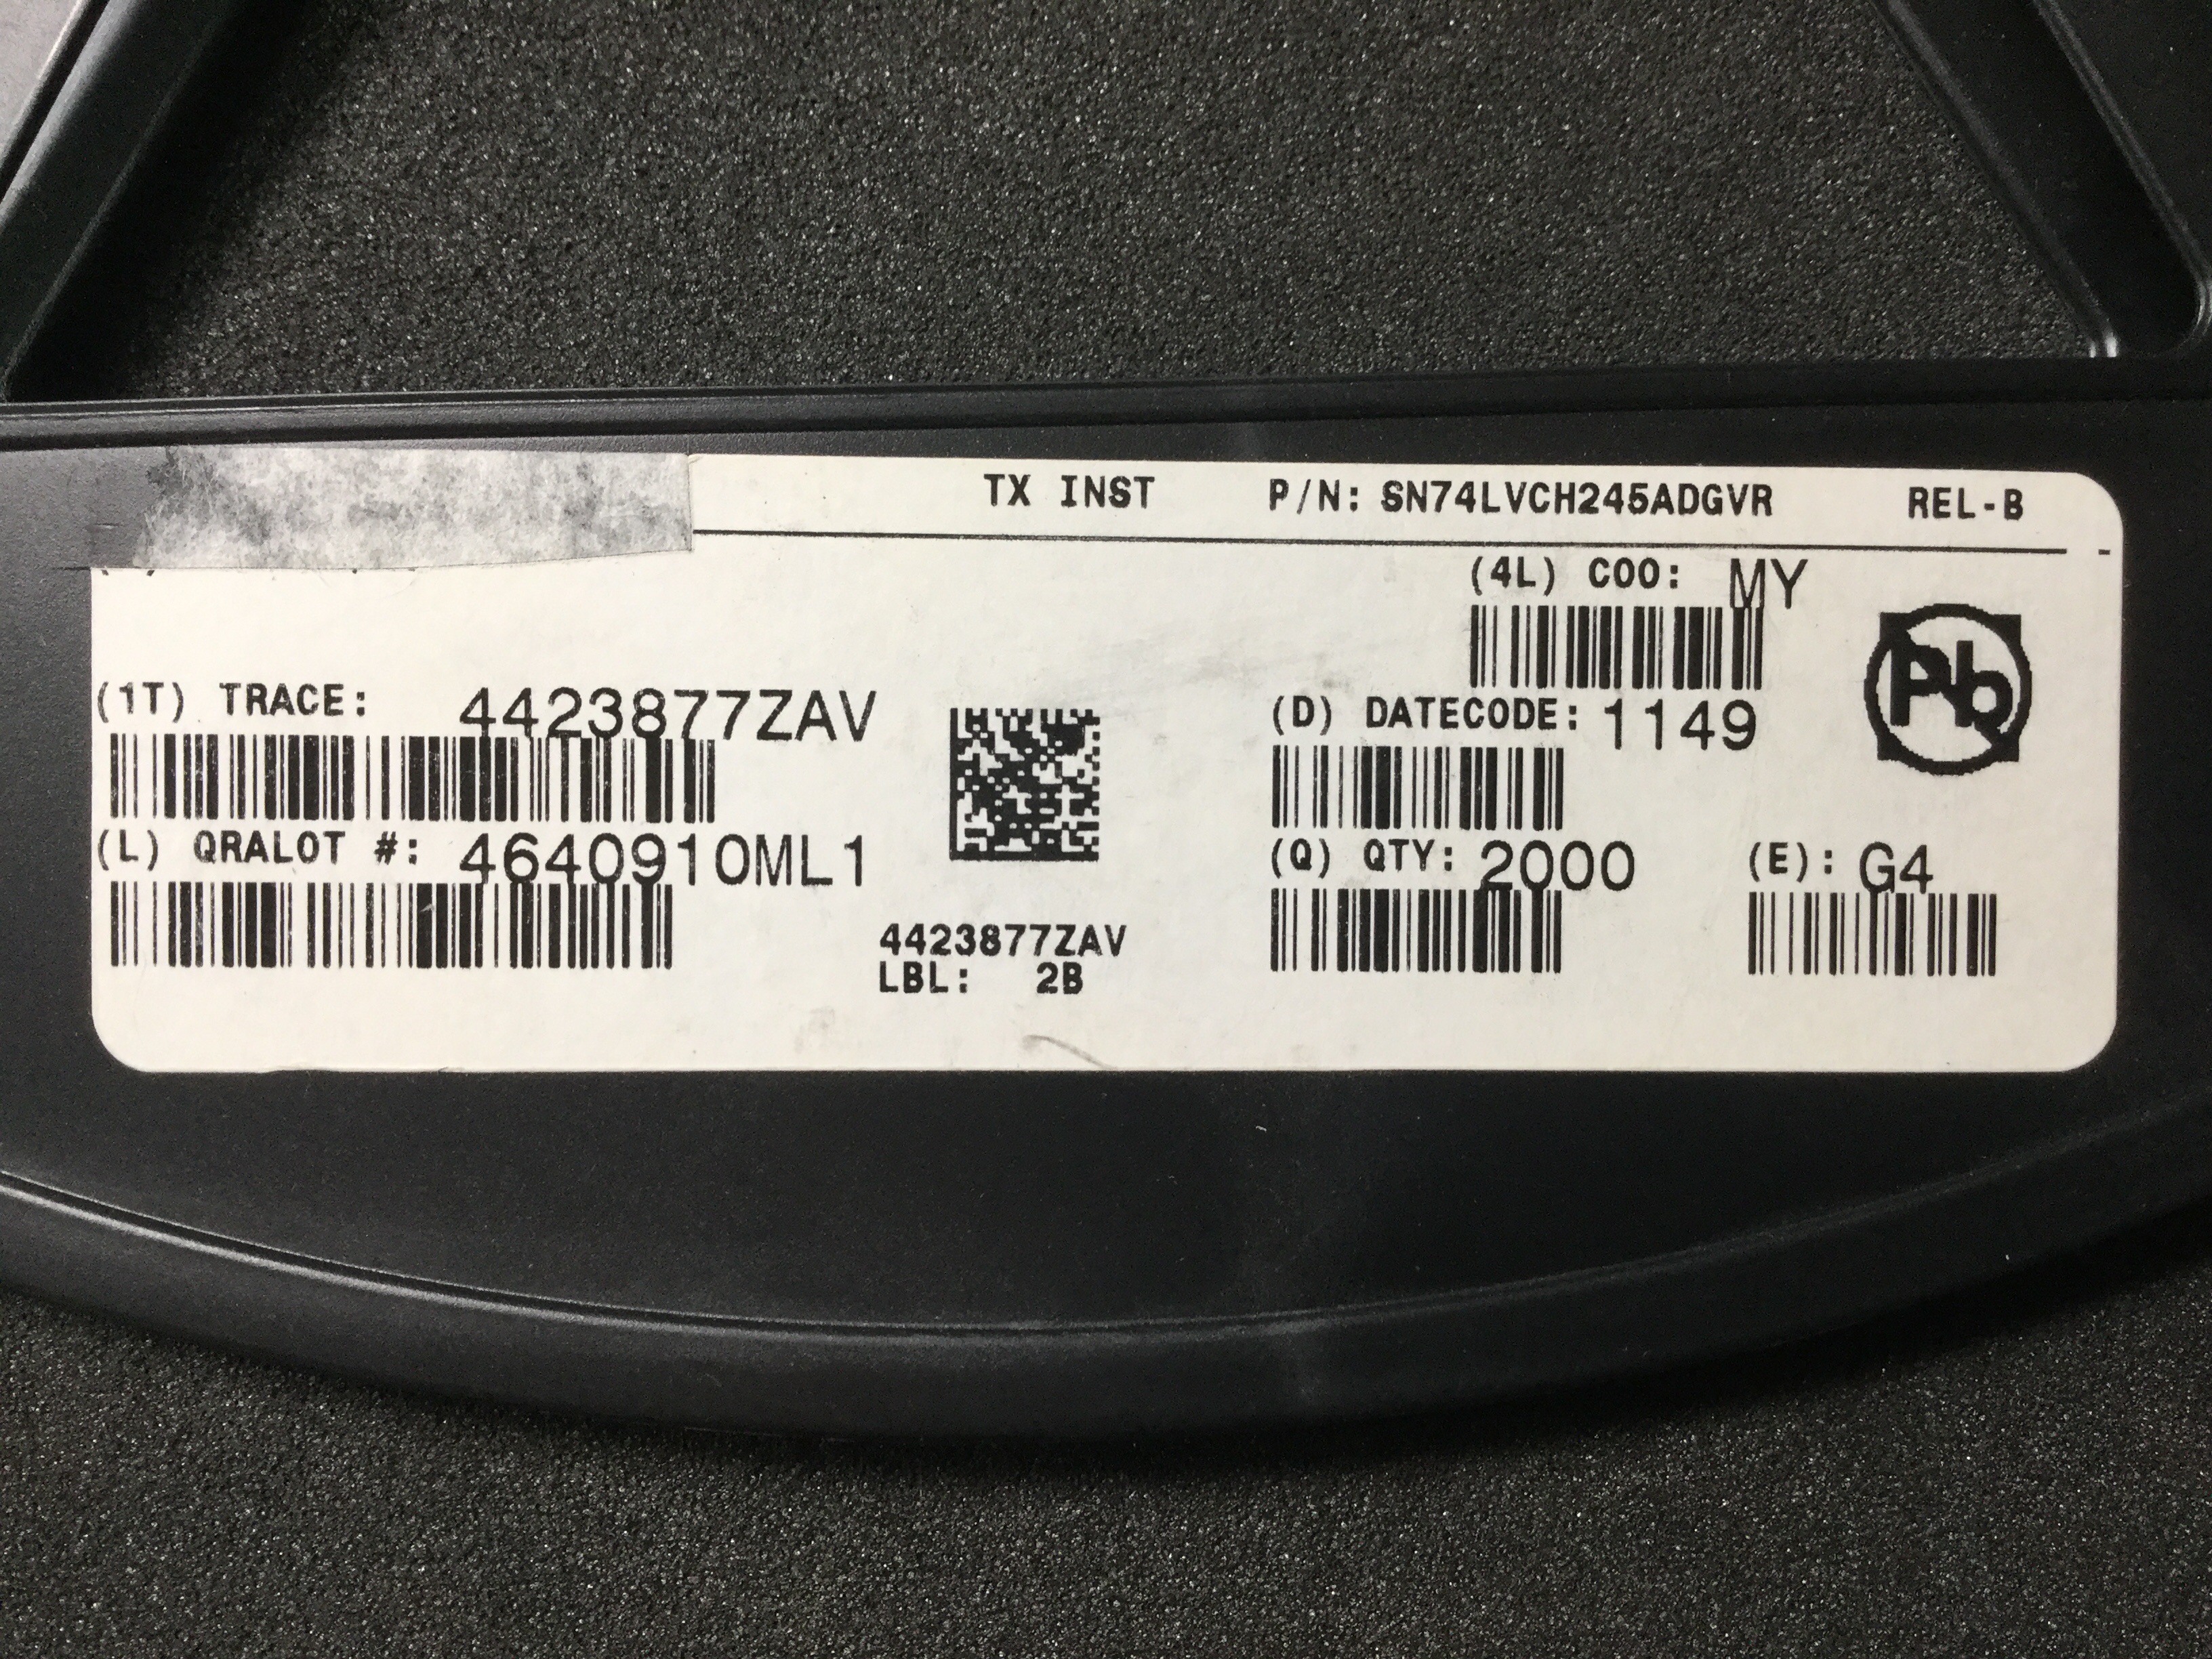 TX INST P/N: SN74LVCH245ADGVR REL-B
(4L) COO: MY
Pb
(1T) TRACE: 4423877ZAV
(D) DATECODE: 1149
(L) QRALOT #: 4640910ML1
(Q) QTY: 2000
(E): G4
4423877ZAV
LBL: 2B